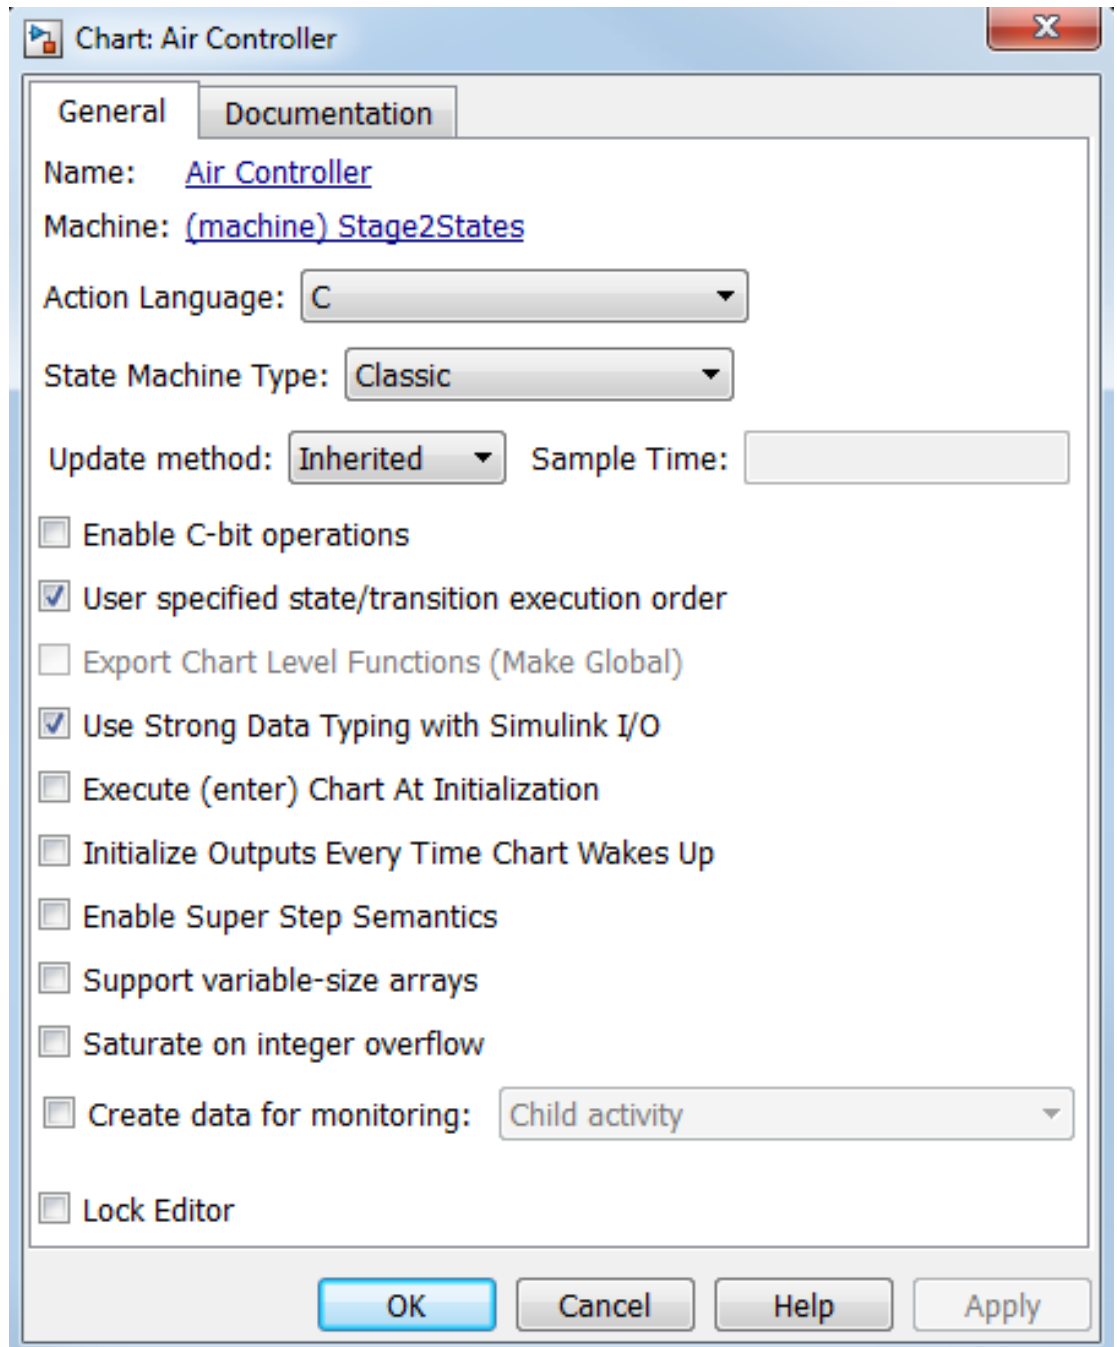 Chart: Air Controller
General Documentation
Name: Air Controller
Machine: (machine) Stage2States
Action Language: C
State Machine Type: Classic
Update method: Inherited Sample Time:
Enable C-bit operations
User specified state/transition execution order
Export Chart Level Functions (Make Global)
Use Strong Data Typing with Simulink I/O
Execute (enter) Chart At Initialization
Initialize Outputs Every Time Chart Wakes Up
Enable Super Step Semantics
Support variable-size arrays
Saturate on integer overflow
Create data for monitoring: Child activity
Lock Editor
OK Cancel Help Apply